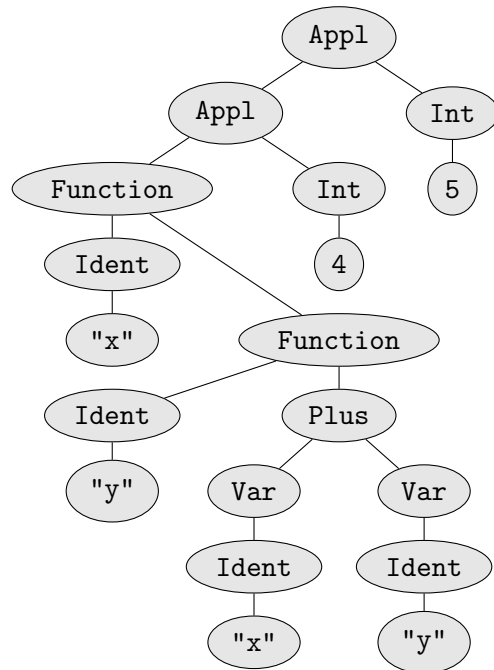 Appl
Appl Int
Function Int 5
Ident 4
"x" Function
Ident Plus
"y" Var Var
Ident Ident
"x" "y"